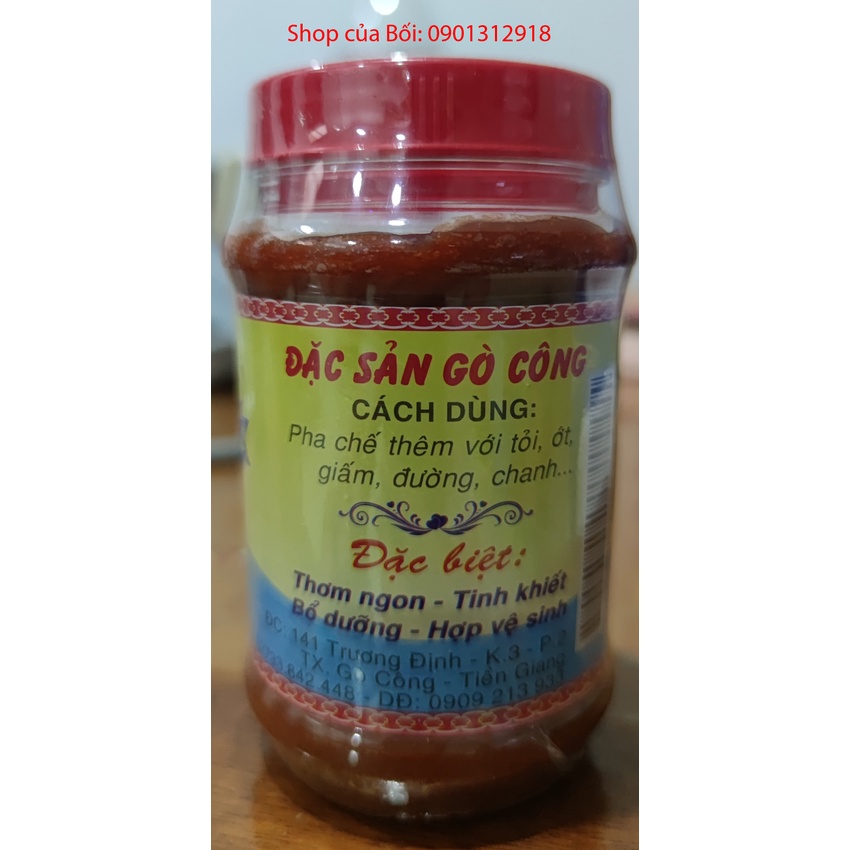 Shop của Bối: 0901312918
ĐẶC SẢN GÒ CÔNG
CÁCH DÙNG:
Pha chế thêm với tỏi, ớt,
giấm, đường, chanh...
Đặc biệt:
Thơm ngon - Tinh khiết
Bổ dưỡng - Hợp vệ sinh
ĐC: 141 Trương Định - K.3 - P.2
TX. Gò Công - Tiền Giang
842 448 - DĐ: 0909 213 933